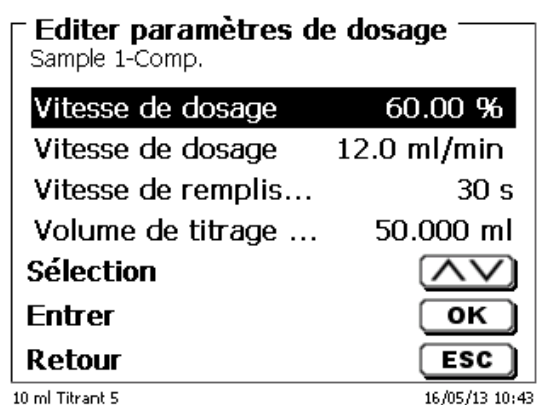 Editer paramètres de dosage
Sample 1-Comp.
Vitesse de dosage 60.00 %
Vitesse de dosage 12.0 ml/min
Vitesse de remplis... 30 s
Volume de titrage ... 50.000 ml
Sélection
Entrer OK
Retour ESC
10 ml Titrant 5 16/05/13 10:43